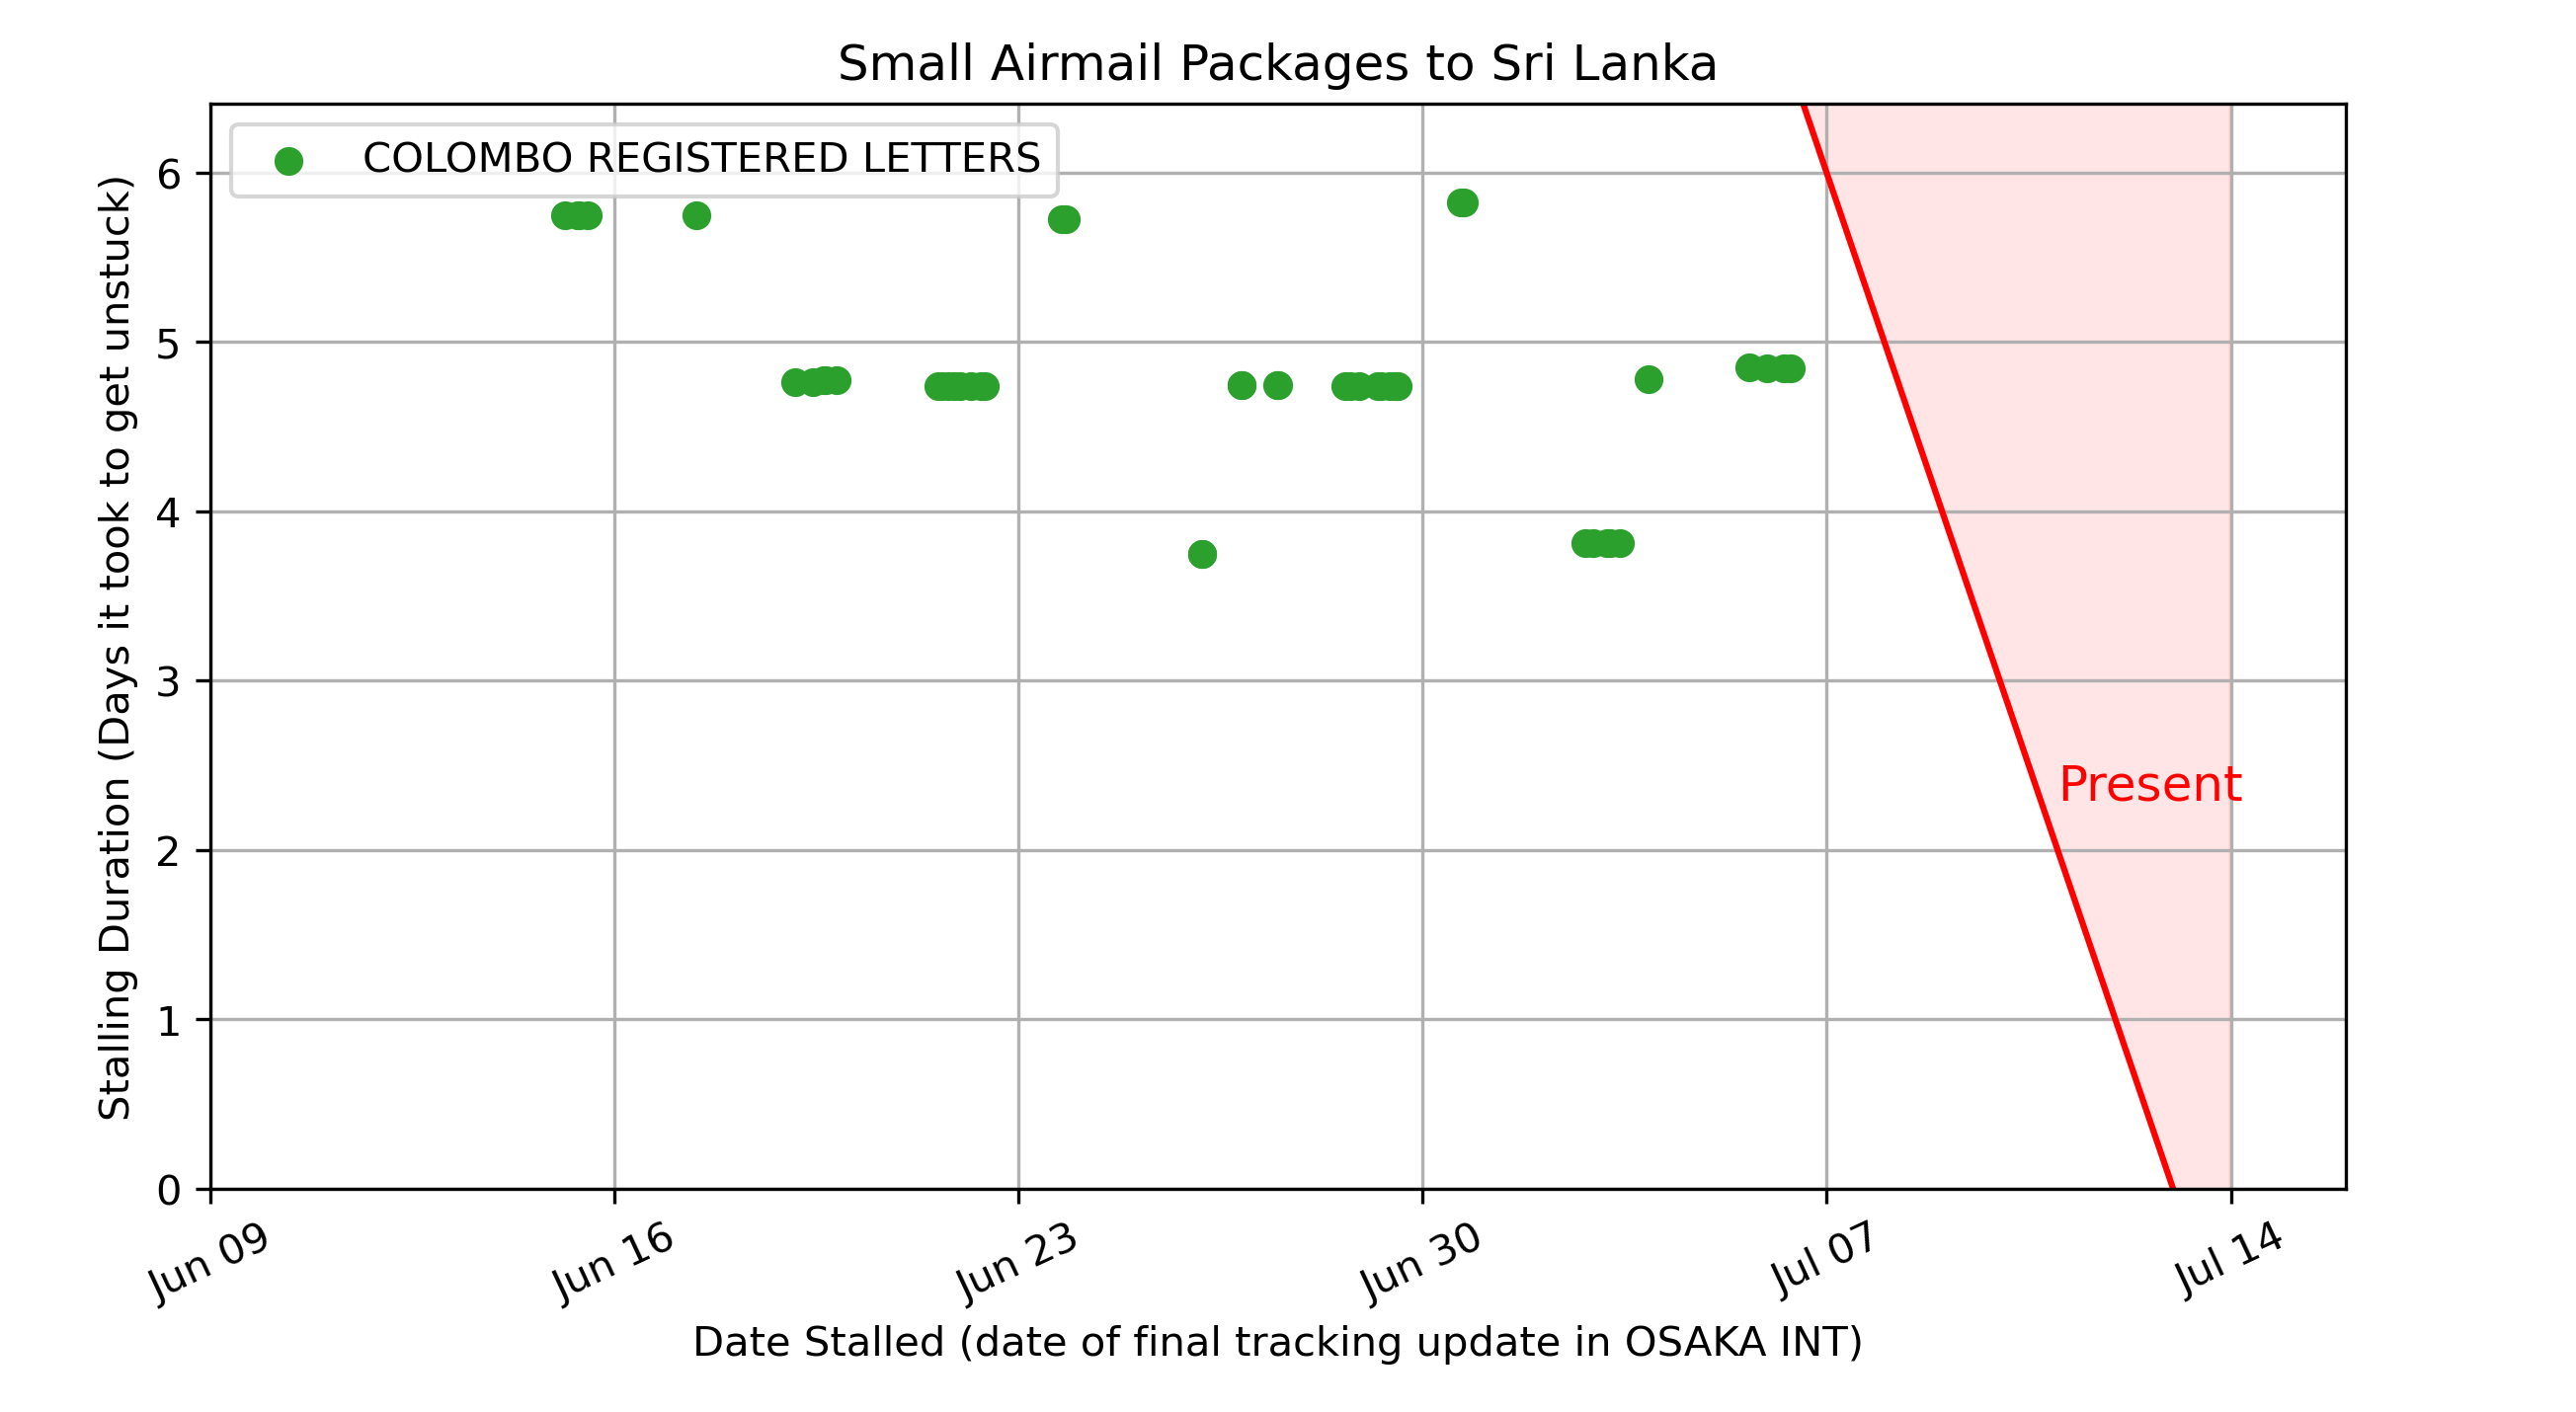 Small Airmail Packages to Sri Lanka
COLOMBO REGISTERED LETTERS
Stalling Duration (Days it took to get unstuck)
6
5
4
3
2
1
0
Present
Jun 09
Jun 16
Jun 23
Jun 30
Jul 07
Jul 14
Date Stalled (date of final tracking update in OSAKA INT)